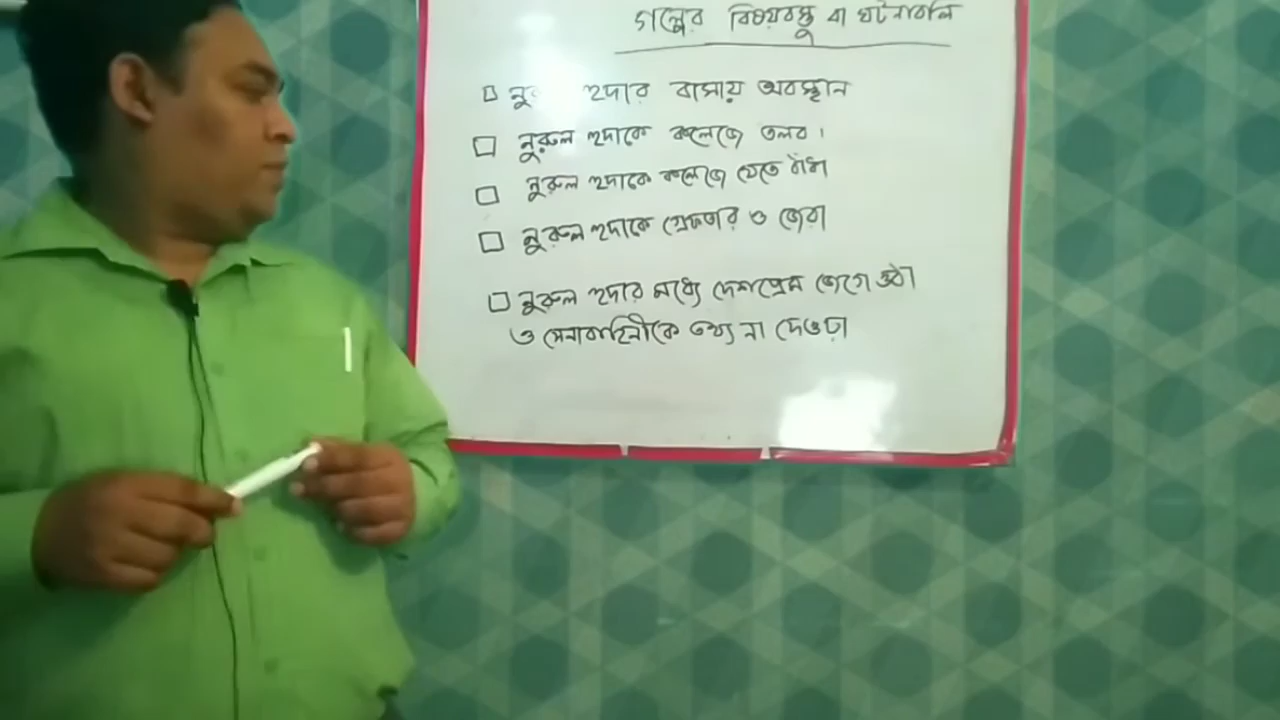 গল্পের বিষয়বস্তু বা ঘটনাবলি
হুদার বাসায় অবস্থান
নুরুল হুদাকে কলেজে তলব।
নুরুল হুদাকে কলেজে যেতে বাঁধা
নুরুল হুদাকে গ্রেফতার ও জেরা
নুরুল হুদার মধ্যে দেশপ্রেম জেগে ওঠা
ও সেনাবাহিনীকে তথ্য না দেওয়া